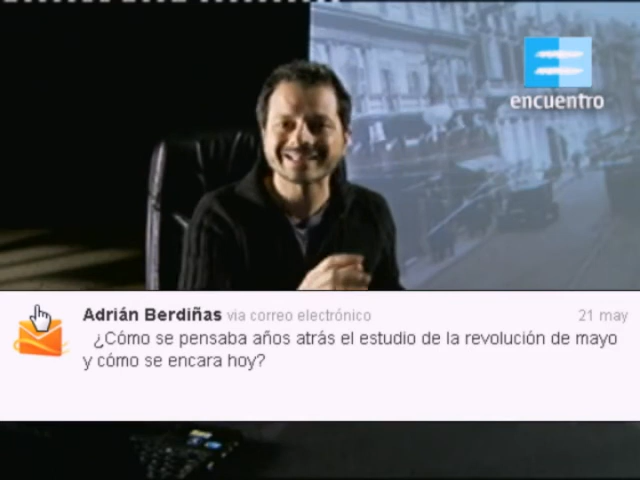 encuentro
Adrián Berdiñas vía correo electrónico 21 may
¿Cómo se pensaba años atrás el estudio de la revolución de mayo
y cómo se encara hoy?